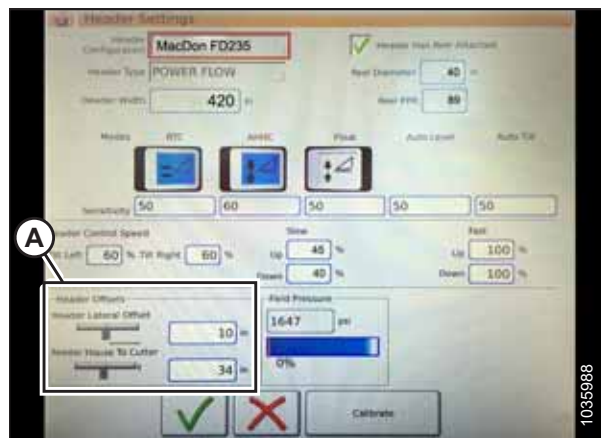 Header Settings
Header Configuration MacDon FD235
Header Has Reel Attached
Header Type POWER FLOW
Reel Diameter 40 in
Header Width 420 in
Reel PPR 89
Modes RTC AHHC Float Auto Level Auto Tilt
Sensitivity 50 60 50 50 50
Header Control Speed
Slow
Fast
Tilt Left 60 % Tilt Right 60 %
Up 45 %
Up 100 %
Down 40 %
Down 100 %
A
Header Offsets
Field Pressure
Header Lateral Offset
10 in
1647 psi
Feeder House To Cutter
34 in
0%
Calibrate
1035988